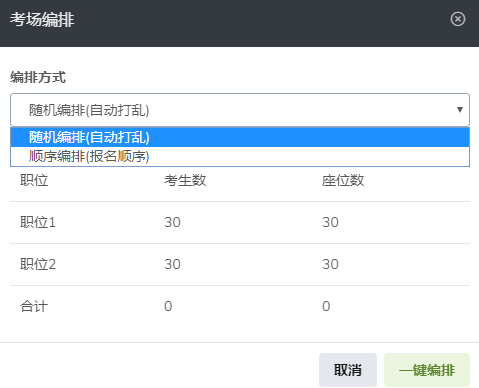 考场编排
编排方式
随机编排(自动打乱)
随机编排(自动打乱)
顺序编排(报名顺序)
职位 考生数 座位数
职位1 30 30
职位2 30 30
合计 0 0
取消 一键编排